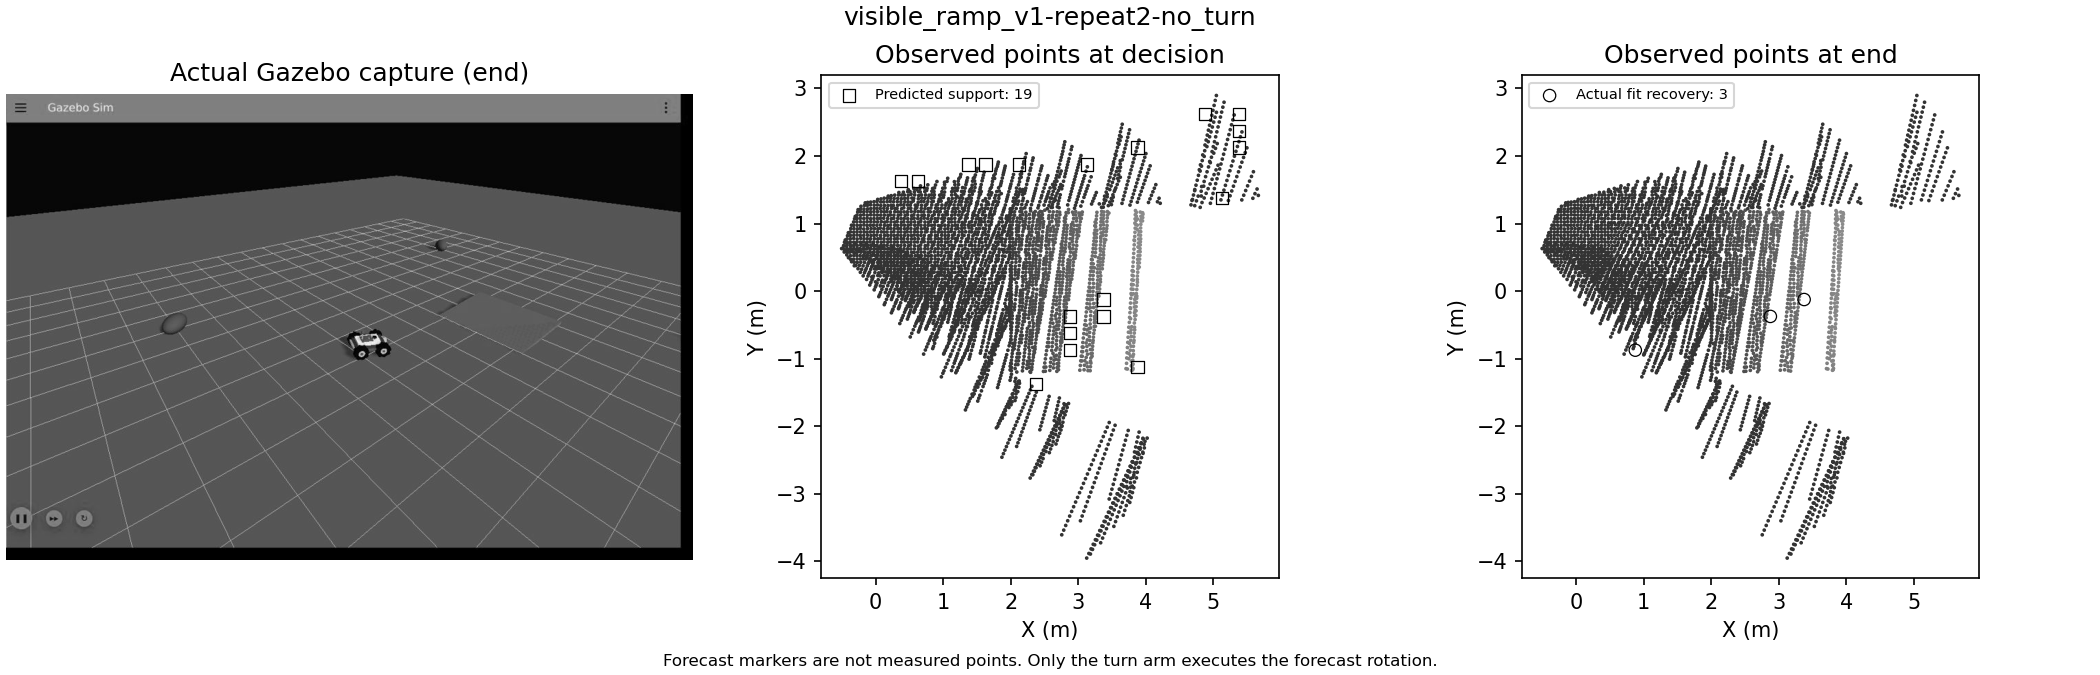 visible_ramp_v1-repeat2-no_turn
Actual Gazebo capture (end)
Gazebo Sim
Observed points at decision
Predicted support: 19
3
2
1
0
−1
−2
−3
−4
Y (m)
0 1 2 3 4 5
X (m)
Observed points at end
Actual fit recovery: 3
3
2
1
0
−1
−2
−3
−4
Y (m)
0 1 2 3 4 5
X (m)
Forecast markers are not measured points. Only the turn arm executes the forecast rotation.